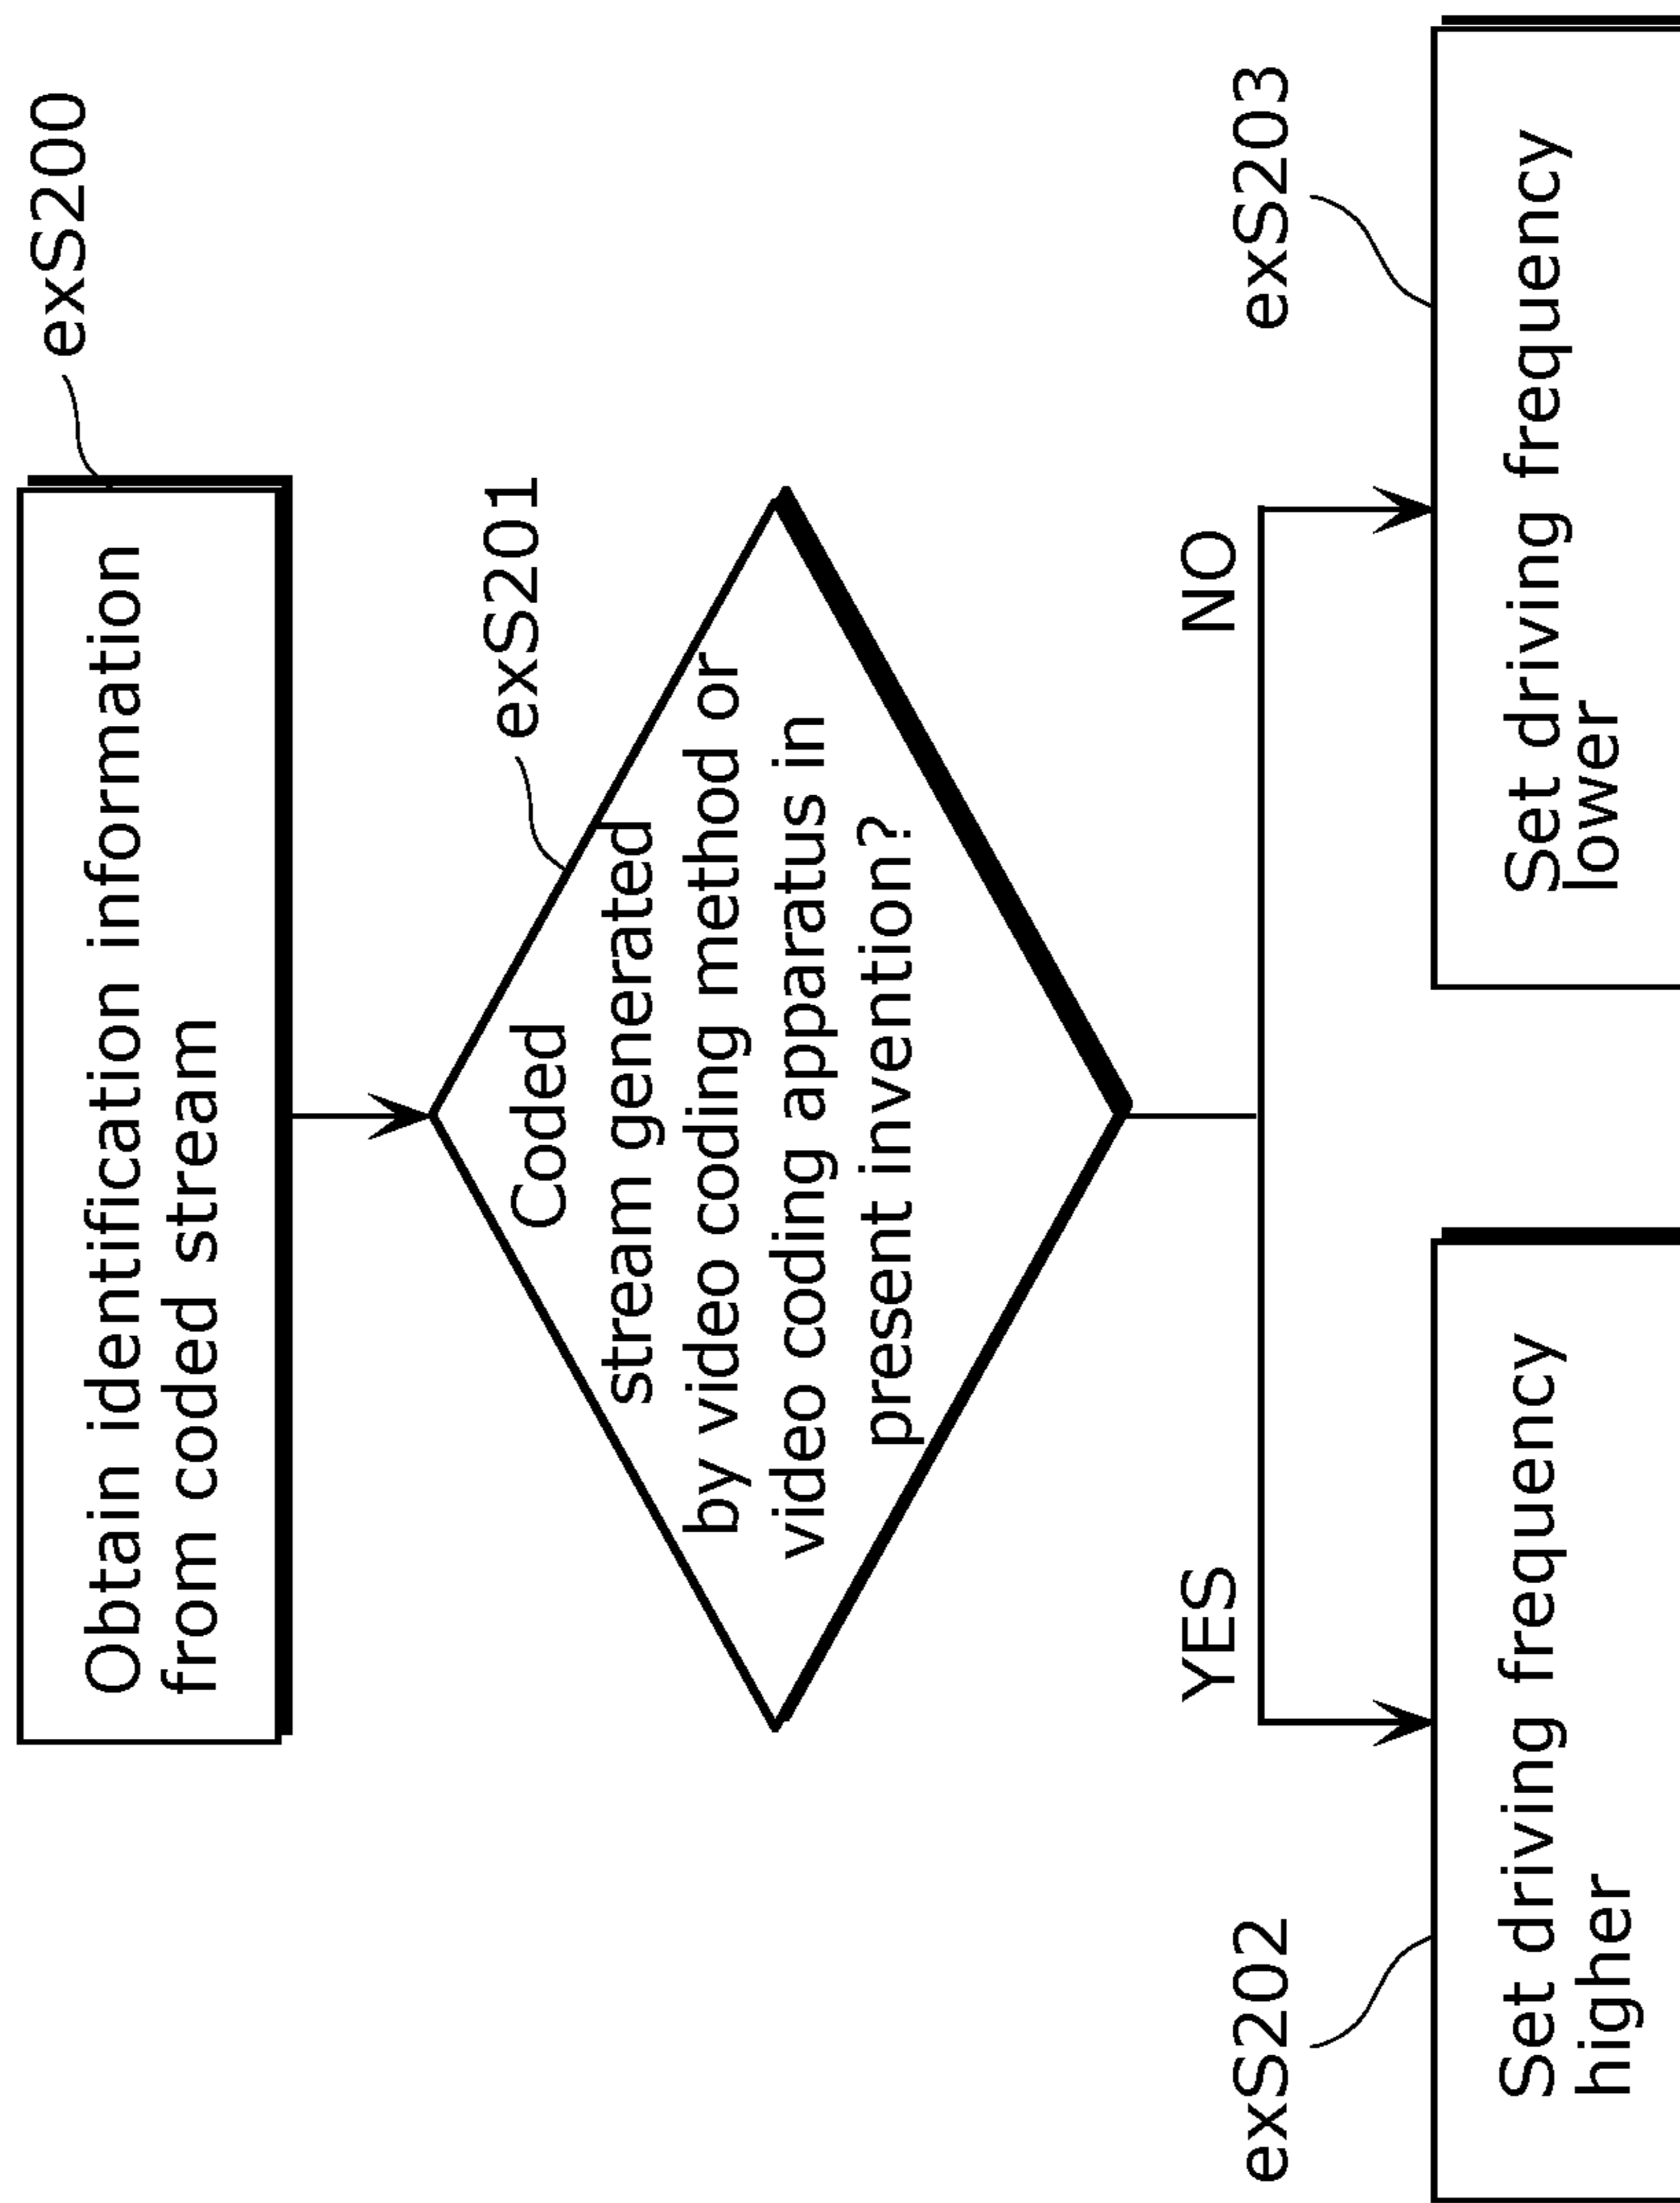 exS200
Obtain identification information
from coded stream
exS201
Coded
stream generated
by video coding method or
video coding apparatus in
present invention?
YES
NO
exS202
Set driving frequency
higher
exS203
Set driving frequency
lower